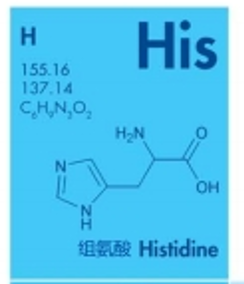 H
His
155.16
137.14
C₆H₉N₃O₂
H₂N
O
N
OH
N
H
组氨酸 Histidine